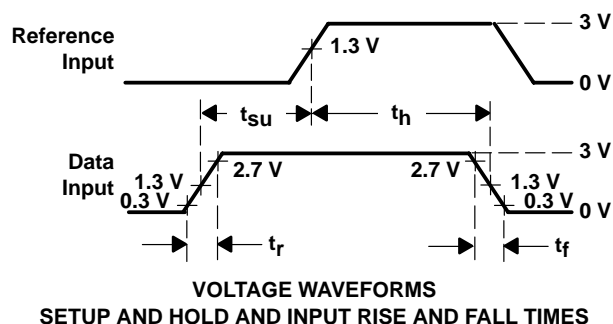 Reference
Input
3 V
1.3 V
0 V
tsu
th
Data
Input
3 V
2.7 V
2.7 V
1.3 V
1.3 V
0.3 V
0.3 V
0 V
tr
tf
VOLTAGE WAVEFORMS
SETUP AND HOLD AND INPUT RISE AND FALL TIMES